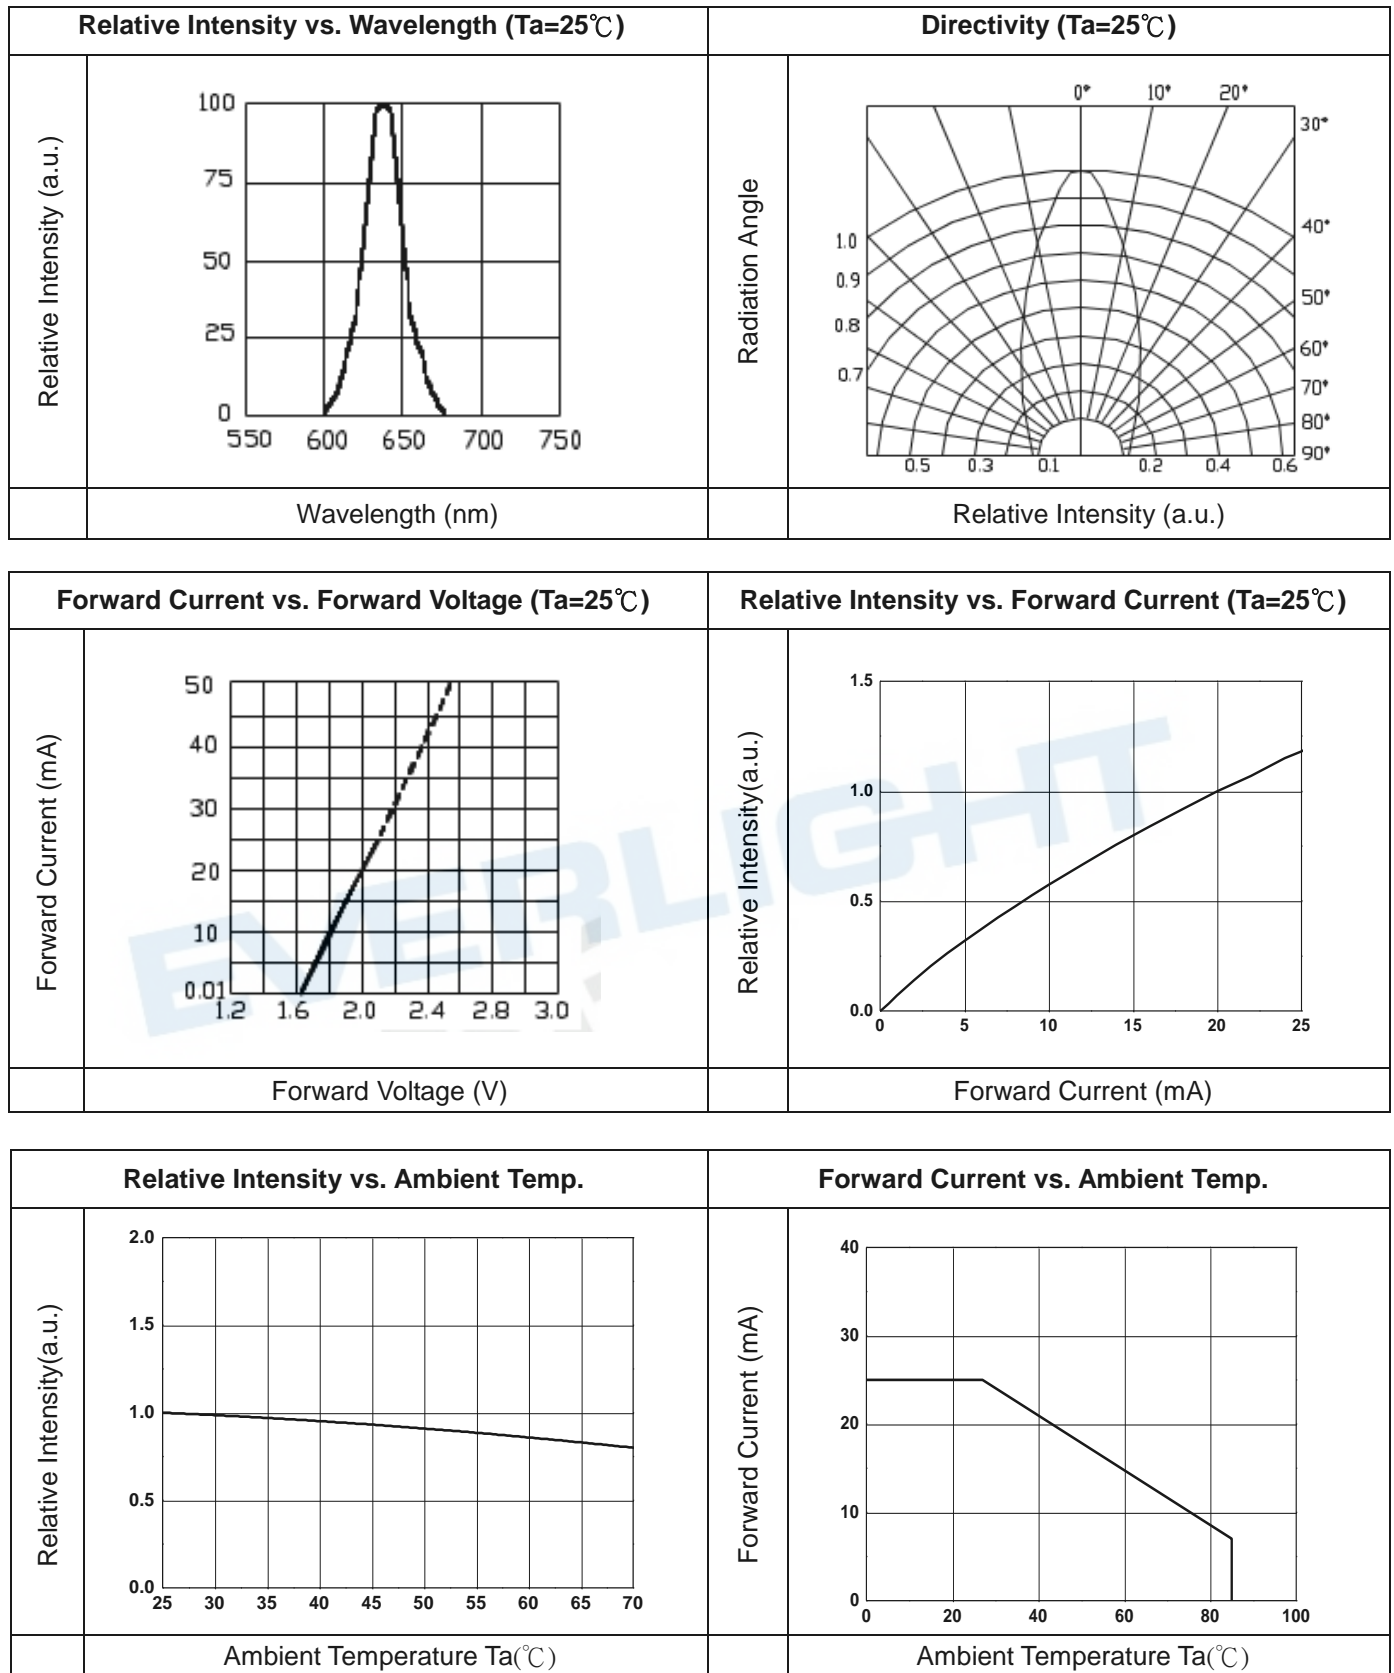 Relative Intensity vs. Wavelength (Ta=25℃)
Directivity (Ta=25℃)
Relative Intensity (a.u.)
100
75
50
25
0
550 600 650 700 750
Wavelength (nm)
Radiation Angle
0° 10° 20°
30°
40°
50°
60°
70°
80°
90°
1.0
0.9
0.8
0.7
0.5 0.3 0.1 0.2 0.4 0.6
Relative Intensity (a.u.)
Forward Current vs. Forward Voltage (Ta=25℃)
Relative Intensity vs. Forward Current (Ta=25℃)
Forward Current (mA)
50
40
30
20
10
0.01
1.2 1.6 2.0 2.4 2.8 3.0
Forward Voltage (V)
Relative Intensity(a.u.)
1.5
1.0
0.5
0.0
0 5 10 15 20 25
Forward Current (mA)
EVERLIGHT
Relative Intensity vs. Ambient Temp.
Forward Current vs. Ambient Temp.
Relative Intensity(a.u.)
2.0
1.5
1.0
0.5
0.0
25 30 35 40 45 50 55 60 65 70
Ambient Temperature Ta(℃)
Forward Current (mA)
40
30
20
10
0
0 20 40 60 80 100
Ambient Temperature Ta(℃)